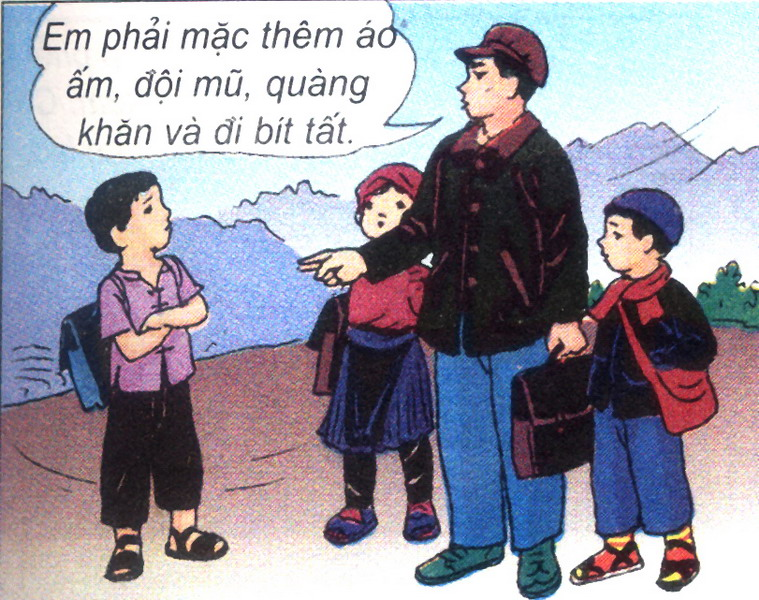 Em phải mặc thêm áo
ấm, đội mũ, quàng
khăn và đi bít tất.